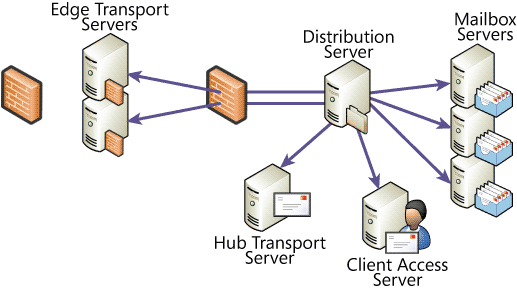 Edge Transport
Servers
Distribution
Server
Mailbox
Servers
Hub Transport
Server
Client Access
Server